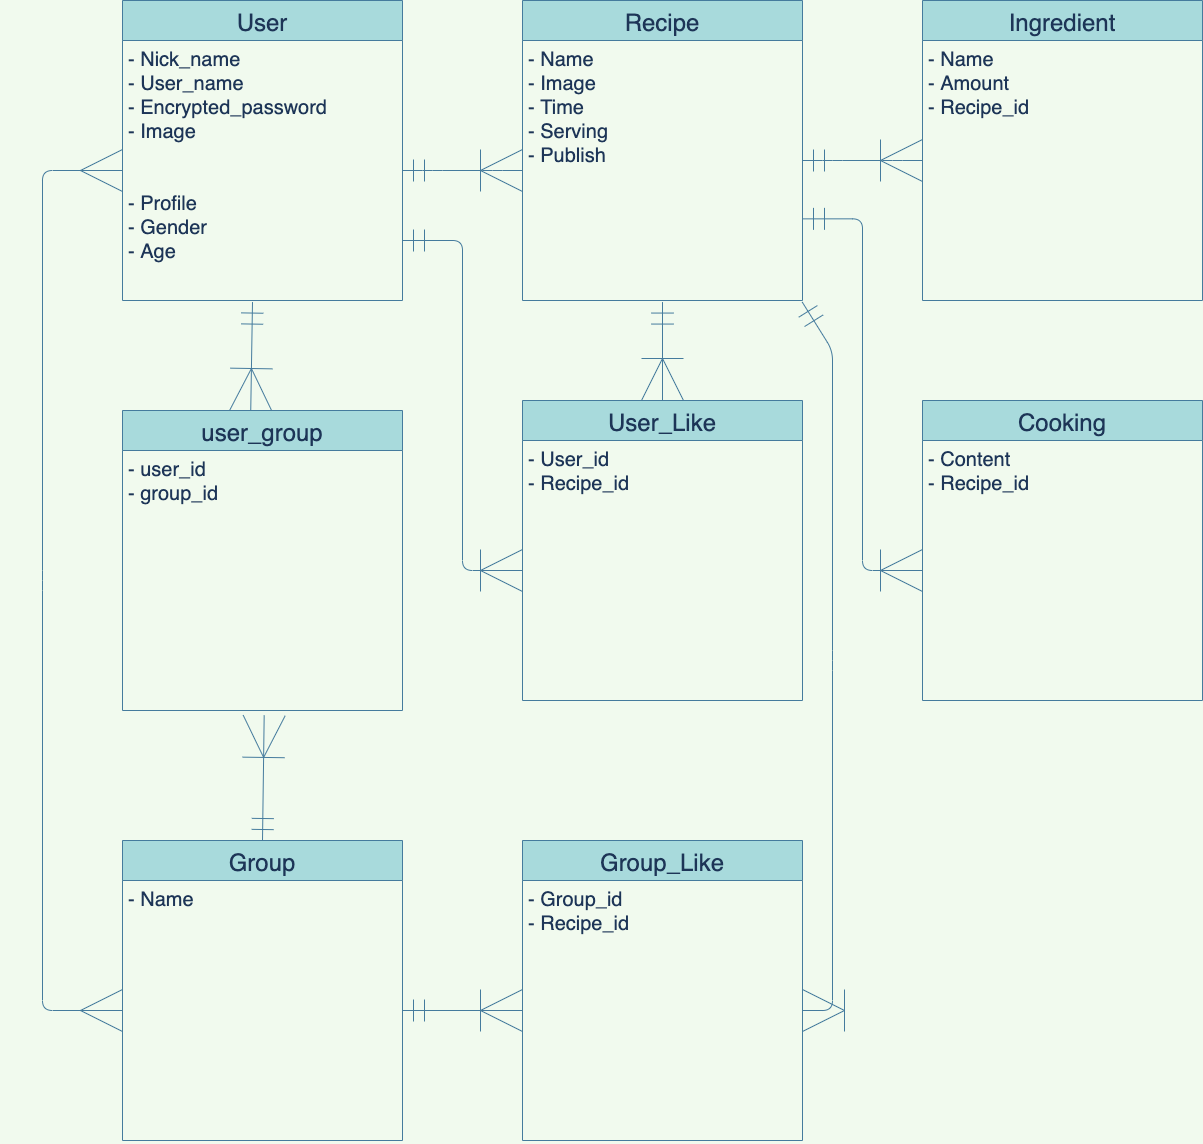 User
- Nick_name
- User_name
- Encrypted_password
- Image
- Profile
- Gender
- Age
Recipe
- Name
- Image
- Time
- Serving
- Publish
Ingredient
- Name
- Amount
- Recipe_id
user_group
- user_id
- group_id
User_Like
- User_id
- Recipe_id
Cooking
- Content
- Recipe_id
Group
- Name
Group_Like
- Group_id
- Recipe_id